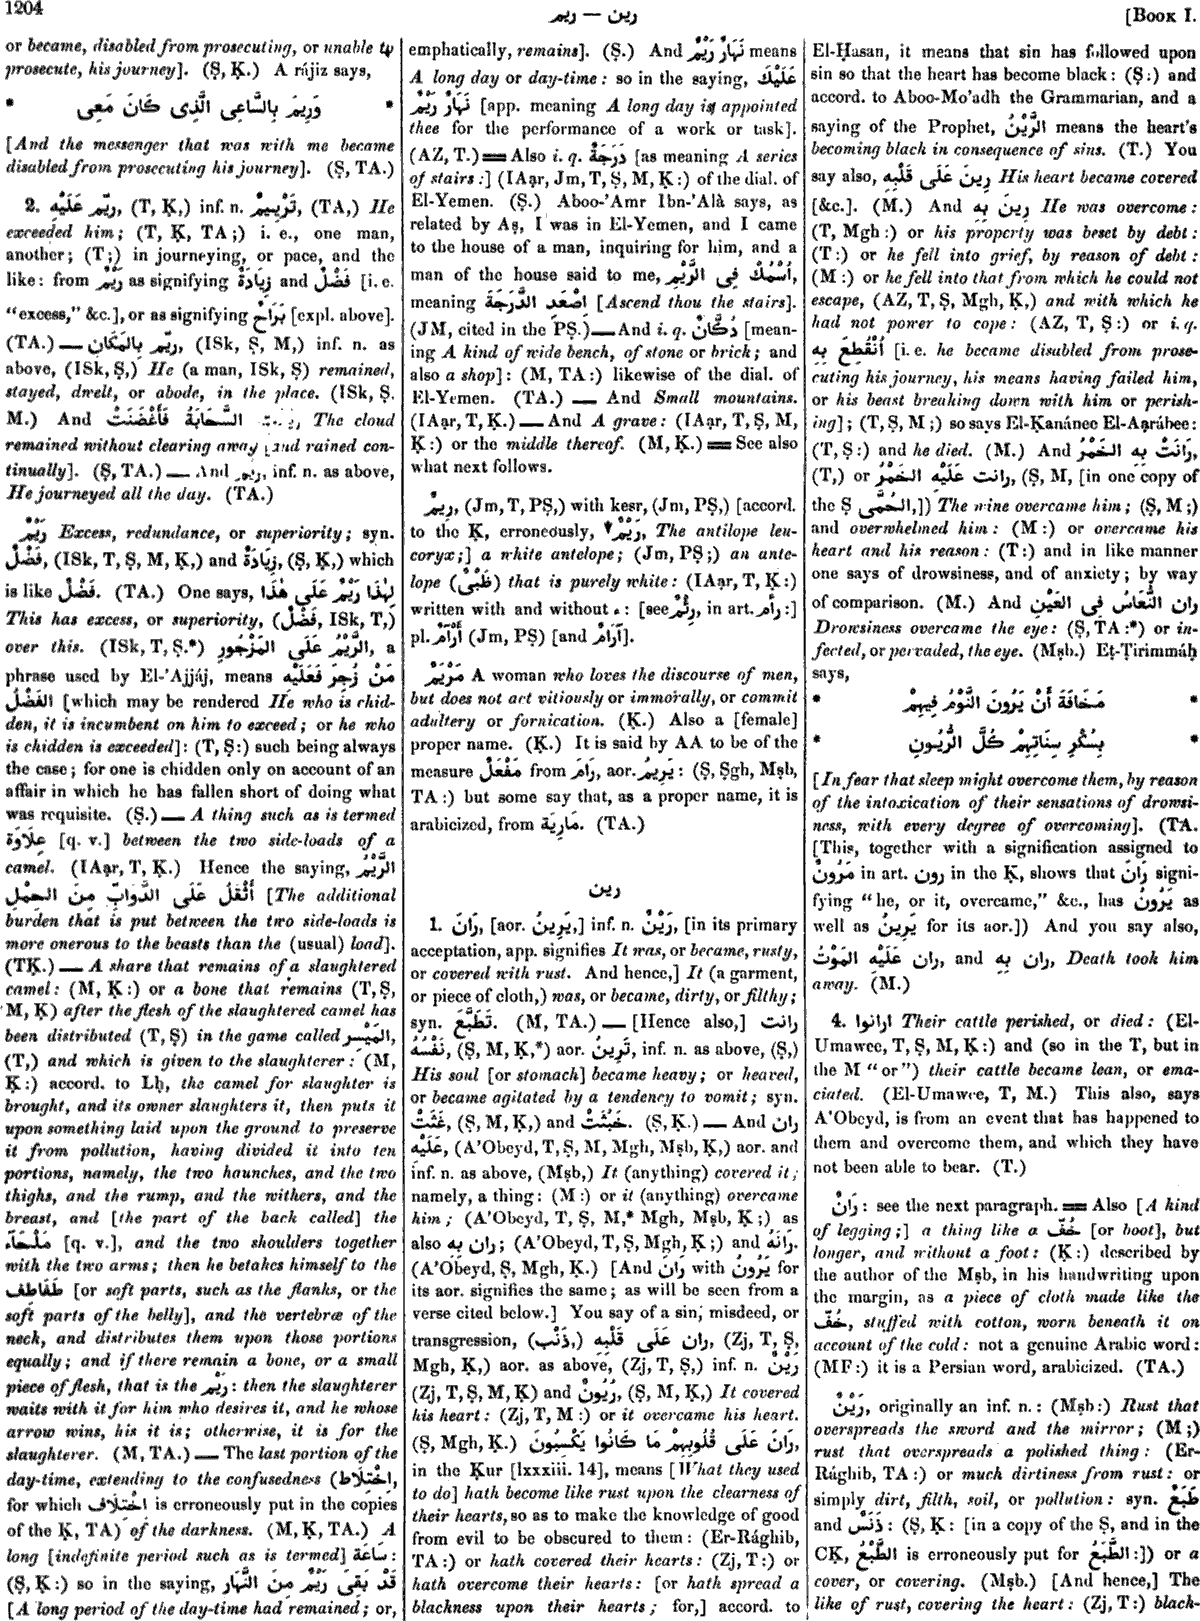 1204
ريم — رين
[Book I.
or became, disabled from prosecuting, or unable to
prosecute, his journey]. (Ṣ, Ḳ.) A rájiz says,
* وَرِيمَ بِالسَّاعِى الَّذِى كَانَ مَعِى *
[And the messenger that was with me became
disabled from prosecuting his journey]. (Ṣ, TA.)
2. ريّم عَلَيْهِ, (T, Ḳ,) inf. n. تَرْيِيمٌ, (TA,) He
exceeded him; (T, Ḳ, TA;) i. e., one man,
another; (T;) in journeying, or pace, and the
like: from رَيْمٌ as signifying زِيَادَةٌ and فَضْلٌ [i. e.
“excess,” &c.], or as signifying بَرَاحٌ [expl. above].
(TA.) — ريّم بِالمَكَانِ, (ISk, Ṣ, M,) inf. n. as
above, (ISk, Ṣ,) He (a man, ISk, Ṣ) remained,
stayed, dwelt, or abode, in the place. (ISk, Ṣ.
M.) And السَّحَابَةُ فَأَغْضَنَتْ The cloud
remained without clearing away [and rained con-
tinually]. (Ṣ, TA.) — And ريّم, inf. n. as above,
He journeyed all the day. (TA.)
رَيْمٌ Excess, redundance, or superiority; syn.
فَضْلٌ, (ISk, T, Ṣ, M, Ḳ,) and زِيَادَةٌ, (Ṣ, Ḳ,) which
is like فَضْلٌ. (TA.) One says, لِهٰذَا رَيْمٌ عَلَى هٰذَا
This has excess, or superiority, (فَضْلٌ, ISk, T,)
over this. (ISk, T, Ṣ.*) الرَّيْمُ عَلَى المَزْجُورِ, a
phrase used by El-’Ajjáj, means مَنْ زُجِرَ فَعَلَيْهِ
الفَضْلُ [which may be rendered He who is chid-
den, it is incumbent on him to exceed; or he who
is chidden is exceeded]: (T, Ṣ:) such being always
the case; for one is chidden only on account of an
affair in which he has fallen short of doing what
was requisite. (Ṣ.) — A thing such as is termed
عِلَاوَة [q. v.] between the two side-loads of a
camel. (IAạr, T, Ḳ.) Hence the saying, الرَّيْمُ
أَثْقَلُ عَلَى الدَّوَابِّ مِنَ الحِمْلِ [The additional
burden that is put between the two side-loads is
more onerous to the beasts than the (usual) load].
(TḲ.) — A share that remains of a slaughtered
camel: (M, Ḳ:) or a bone that remains (T, Ṣ,
M, Ḳ) after the flesh of the slaughtered camel has
been distributed (T, Ṣ) in the game called المَيْسِر,
(T,) and which is given to the slaughterer: (M,
Ḳ:) accord. to Lḥ, the camel for slaughter is
brought, and its owner slaughters it, then puts it
upon something laid upon the ground to preserve
it from pollution, having divided it into ten
portions, namely, the two haunches, and the two
thighs, and the rump, and the withers, and the
breast, and [the part of the back called] the
مَلْحَآء [q. v.], and the two shoulders together
with the two arms; then he betakes himself to the
طَفَاطِف [or soft parts, such as the flanks, or the
soft parts of the belly], and the vertebræ of the
neck, and distributes them upon those portions
equally; and if there remain a bone, or a small
piece of flesh, that is the رَيْم: then the slaughterer
waits with it for him who desires it, and he whose
arrow wins, his it is; otherwise, it is for the
slaughterer. (M, TA.) — The last portion of the
day-time, extending to the confusedness (اِخْتِلَاط,
for which اِخْتِلَاف is erroneously put in the copies
of the Ḳ, TA) of the darkness. (M, Ḳ, TA.) A
long [indefinite period such as is termed] سَاعَة:
(Ṣ, Ḳ:) so in the saying, قَدْ بَقِىَ رَيْمٌ مِنَ النَّهَارِ
[A long period of the day-time had remained; or,
emphatically, remains]. (Ṣ.) And نَهَارٌ رَيْمٌ means
A long day or day-time: so in the saying, عَلَيْكَ
نَهَارٌ رَيْمٌ [app. meaning A long day is appointed
thee for the performance of a work or task].
(AZ, T.) = Also i. q. دَرَجَةٌ [as meaning A series
of stairs:] (IAạr, Jm, T, Ṣ, M, Ḳ:) of the dial. of
El-Yemen. (Ṣ.) Aboo-’Amr Ibn-’Alà says, as
related by Aṣ, I was in El-Yemen, and I came
to the house of a man, inquiring for him, and a
man of the house said to me, اُسْمُكْ فِى الرَّيْمِ,
meaning اِصْعَدِ الدَّرَجَةَ [Ascend thou the stairs].
(JM, cited in the PṢ.) — And i. q. دُكَّانٌ [mean-
ing A kind of wide bench, of stone or brick; and
also a shop]: (M, TA:) likewise of the dial. of
El-Yemen. (TA.) — And Small mountains.
(IAạr, T, Ḳ.) — And A grave: (IAạr, T, Ṣ, M,
Ḳ:) or the middle thereof. (M, Ḳ.) = See also
what next follows.
رِيمٌ, (Jm, T, PṢ,) with kesr, (Jm, PṢ,) [accord.
to the Ḳ, erroneously, ▼رَيْمٌ, The antilope leu-
coryx;] a white antelope; (Jm, PṢ;) an ante-
lope (ظَبْى) that is purely white: (IAạr, T, Ḳ:)
written with and without ء: [see رِئْمٌ, in art. رأم:]
pl. أَرْآمٌ (Jm, PṢ) [and آرَامٌ].
مَرْيَمُ A woman who loves the discourse of men,
but does not act vitiously or immorally, or commit
adultery or fornication. (Ḳ.) Also a [female]
proper name. (Ḳ.) It is said by AA to be of the
measure مَفْعَلٌ from رَامَ, aor. يَرِيمُ: (Ṣ, Ṣgh, Mṣb,
TA:) but some say that, as a proper name, it is
arabicized, from مَارِيَة. (TA.)
رين
1. رَانَ, [aor. يَرِينُ,] inf. n. رَيْنٌ, [in its primary
acceptation, app. signifies It was, or became, rusty,
or covered with rust. And hence,] It (a garment,
or piece of cloth,) was, or became, dirty, or filthy;
syn. تَطَبَّعَ. (M, TA.) — [Hence also,] رانت
نَفْسُهُ, (Ṣ, M, Ḳ,*) aor. تَرِينُ, inf. n. as above, (Ṣ,)
His soul [or stomach] became heavy; or heaved,
or became agitated by a tendency to vomit; syn.
غَثَتْ, (Ṣ, M, Ḳ,) and خَبُثَتْ. (Ṣ, Ḳ.) — And ران
عَلَيْهِ, (A’Obeyd, T, Ṣ, M, Mgh, Mṣb, Ḳ,) aor. and
inf. n. as above, (Mṣb,) It (anything) covered it;
namely, a thing: (M:) or it (anything) overcame
him; (A’Obeyd, T, Ṣ, M,* Mgh, Mṣb, Ḳ;) as
also ران بِهِ; (A’Obeyd, T, Ṣ, Mgh, Ḳ;) and رَانَهُ.
(A’Obeyd, Ṣ, Mgh, Ḳ.) [And ران with يَرُونُ for
its aor. signifies the same; as will be seen from a
verse cited below.] You say of a sin, misdeed, or
transgression, (ذَنْب,) ران عَلَى قَلْبِهِ, (Zj, T, Ṣ,
Mgh, Ḳ,) aor. as above, (Zj, T, Ṣ,) inf. n. رَيْنٌ
(Zj, T, Ṣ, M, Ḳ) and رُيُونٌ, (Ṣ, M, Ḳ,) It covered
his heart: (Zj, T, M:) or it overcame his heart.
(Ṣ, Mgh, Ḳ.) رَانَ عَلَى قُلُوبِهِمْ مَا كَانُوا يَكْسِبُونَ,
in the Ḳur [lxxxiii. 14], means [What they used
to do] hath become like rust upon the clearness of
their hearts, so as to make the knowledge of good
from evil to be obscured to them: (Er-Rághib,
TA:) or hath covered their hearts: (Zj, T:) or
hath overcome their hearts: [or hath spread a
blackness upon their hearts; for,] accord. to
El-Ḥasan, it means that sin has followed upon
sin so that the heart has become black: (Ṣ:) and
accord. to Aboo-Mo’adh the Grammarian, and a
saying of the Prophet, الرَّيْنُ means the heart's
becoming black in consequence of sins. (T.) You
say also, رِينَ عَلَى قَلْبِهِ His heart became covered
[&c.]. (M.) And رِينَ بِهِ He was overcome:
(T, Mgh:) or his property was beset by debt:
(T:) or he fell into grief, by reason of debt:
(M:) or he fell into that from which he could not
escape, (AZ, T, Ṣ, Mgh, Ḳ,) and with which he
had not power to cope: (AZ, T, Ṣ:) or i. q.
اُنْقُطِعَ بِهِ [i. e. he became disabled from prose-
cuting his journey, his means having failed him,
or his beast breaking down with him or perish-
ing]; (T, Ṣ, M;) so says El-Ḳanánee El-Aạrábee:
(T, Ṣ:) and he died. (M.) And رَانَتْ بِهِ الخَمْرُ,
(T,) or رانت عَلَيْهِ الخَمْرُ, (Ṣ, M, [in one copy of
the Ṣ الحُمَّى,]) The wine overcame him; (Ṣ, M;)
and overwhelmed him: (M:) or overcame his
heart and his reason: (T:) and in like manner
one says of drowsiness, and of anxiety; by way
of comparison. (M.) And ران النُّعَاسُ فِى العَيْنِ
Drowsiness overcame the eye: (Ṣ, TA:*) or in-
fected, or pervaded, the eye. (Mṣb.) Eṭ-Ṭirimmáḥ
says,
* مَخَافَةَ أَنْ يَرُونَ النَّوْمُ فِيهِمْ *
* بِسُكْرِ سِنَاتِهِمْ كُلَّ الرُّيُونِ *
[In fear that sleep might overcome them, by reason
of the intoxication of their sensations of drowsi-
ness, with every degree of overcoming]. (TA.
[This, together with a signification assigned to
مَرُونٌ in art. رون in the Ḳ, shows that رَانَ signi-
fying “he, or it, overcame,” &c., has يَرُونُ as
well as يَرِينُ for its aor.]) And you say also,
ران عَلَيْهِ المَوْتُ, and ران بِهِ, Death took him
away. (M.)
4. ارانوا Their cattle perished, or died: (El-
Umawee, T, Ṣ, M, Ḳ:) and (so in the T, but in
the M “or”) their cattle became lean, or ema-
ciated. (El-Umawee, T, M.) This also, says
A’Obeyd, is from an event that has happened to
them and overcome them, and which they have
not been able to bear. (T.)
رَانٌ: see the next paragraph. = Also [A kind
of legging;] a thing like a خُفّ [or boot], but
longer, and without a foot: (Ḳ:) described by
the author of the Mṣb, in his handwriting upon
the margin, as a piece of cloth made like the
خُفّ, stuffed with cotton, worn beneath it on
account of the cold: not a genuine Arabic word:
(MF:) it is a Persian word, arabicized. (TA.)
رَيْنٌ, originally an inf. n.: (Mṣb:) Rust that
overspreads the sword and the mirror; (M;)
rust that overspreads a polished thing: (Er-
Rághib, TA:) or much dirtiness from rust: or
simply dirt, filth, soil, or pollution: syn. طَبَعٌ
and دَنَسٌ: (Ṣ, Ḳ: [in a copy of the Ṣ, and in the
CḲ, الطَّبْعُ is erroneously put for الطَّبَعُ:]) or a
cover, or covering. (Mṣb.) [And hence,] The
like of rust, covering the heart: (Zj, T:) black-